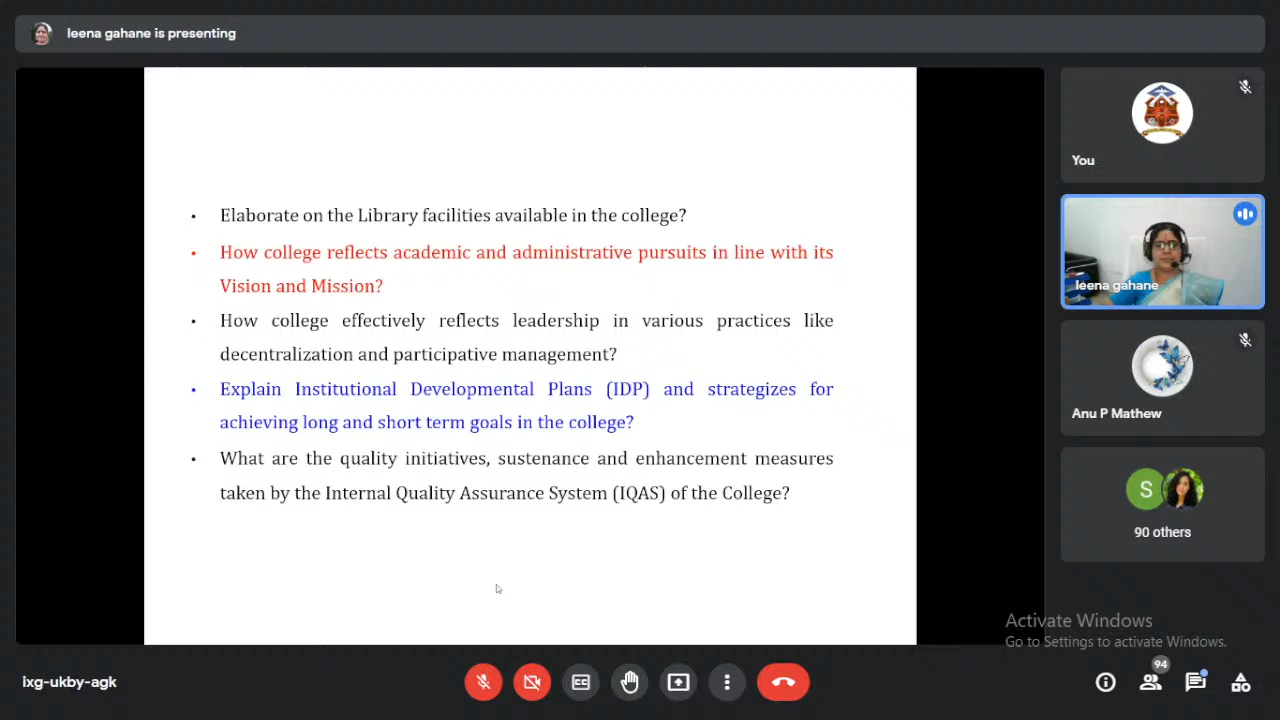 leena gahane is presenting
• Elaborate on the Library facilities available in the college?
• How college reflects academic and administrative pursuits in line with its
Vision and Mission?
• How college effectively reflects leadership in various practices like
decentralization and participative management?
• Explain Institutional Developmental Plans (IDP) and strategizes for
achieving long and short term goals in the college?
• What are the quality initiatives, sustenance and enhancement measures
taken by the Internal Quality Assurance System (IQAS) of the College?
You
leena gahane
Anu P Mathew
S
90 others
Activate Windows
Go to Settings to activate Windows.
ixg-ukby-agk
CC
94